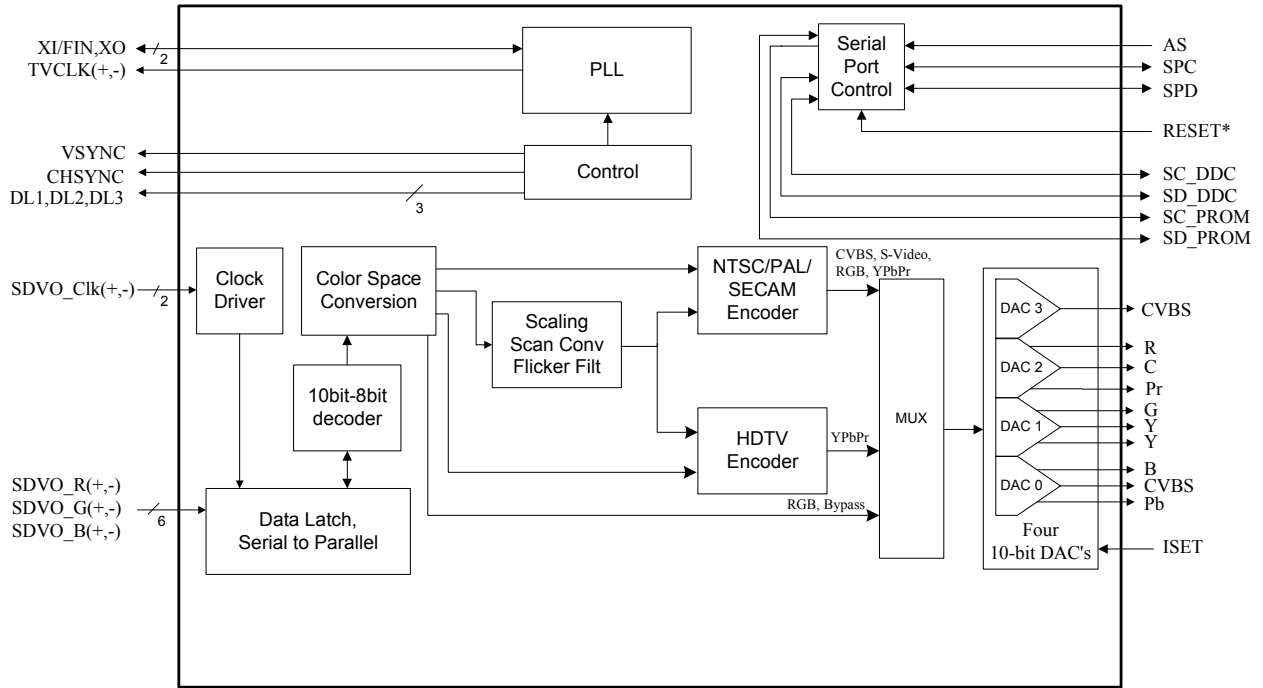 XI/FIN,XO
2
TVCLK(+,-)
PLL
Serial
Port
Control
AS
SPC
SPD
RESET*
VSYNC
CHSYNC
DL1,DL2,DL3
3
Control
SC_DDC
SD_DDC
SC_PROM
SD_PROM
SDVO_Clk(+,-)
2
Clock
Driver
Color Space
Conversion
Scaling
Scan Conv
Flicker Filt
NTSC/PAL/
SECAM
Encoder
CVBS, S-Video,
RGB, YPbPr
10bit-8bit
decoder
HDTV
Encoder
YPbPr
RGB, Bypass
MUX
SDVO_R(+,-)
SDVO_G(+,-)
SDVO_B(+,-)
6
Data Latch,
Serial to Parallel
DAC 3
CVBS
DAC 2
R
C
Pr
DAC 1
G
Y
Y
DAC 0
B
CVBS
Pb
Four
10-bit DAC's
ISET